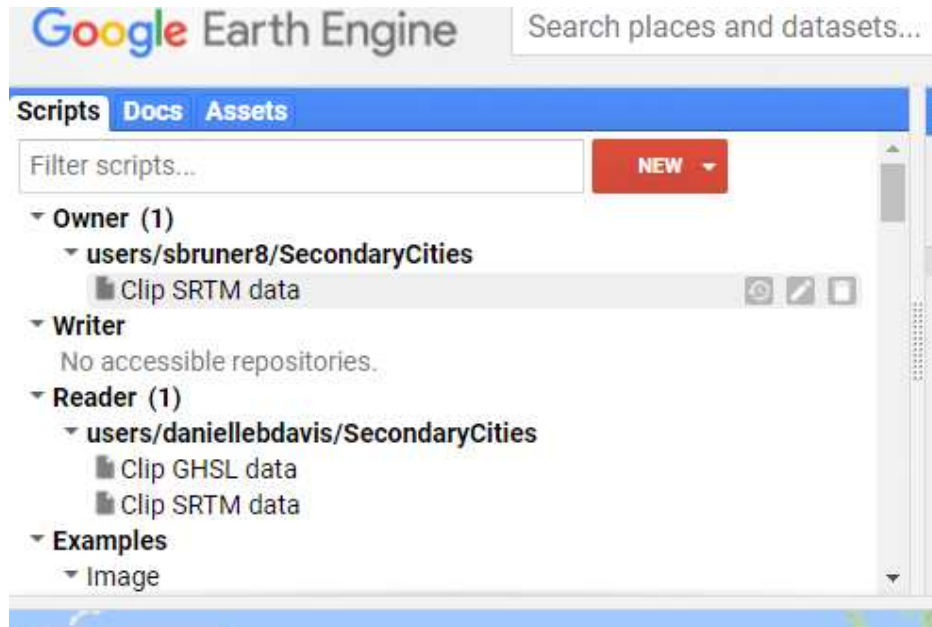 Google Earth Engine
Search places and datasets...
Scripts Docs Assets
Filter scripts...
NEW
Owner (1)
users/sbruner8/SecondaryCities
Clip SRTM data
Writer
No accessible repositories.
Reader (1)
users/daniellebdavis/SecondaryCities
Clip GHSL data
Clip SRTM data
Examples
Image